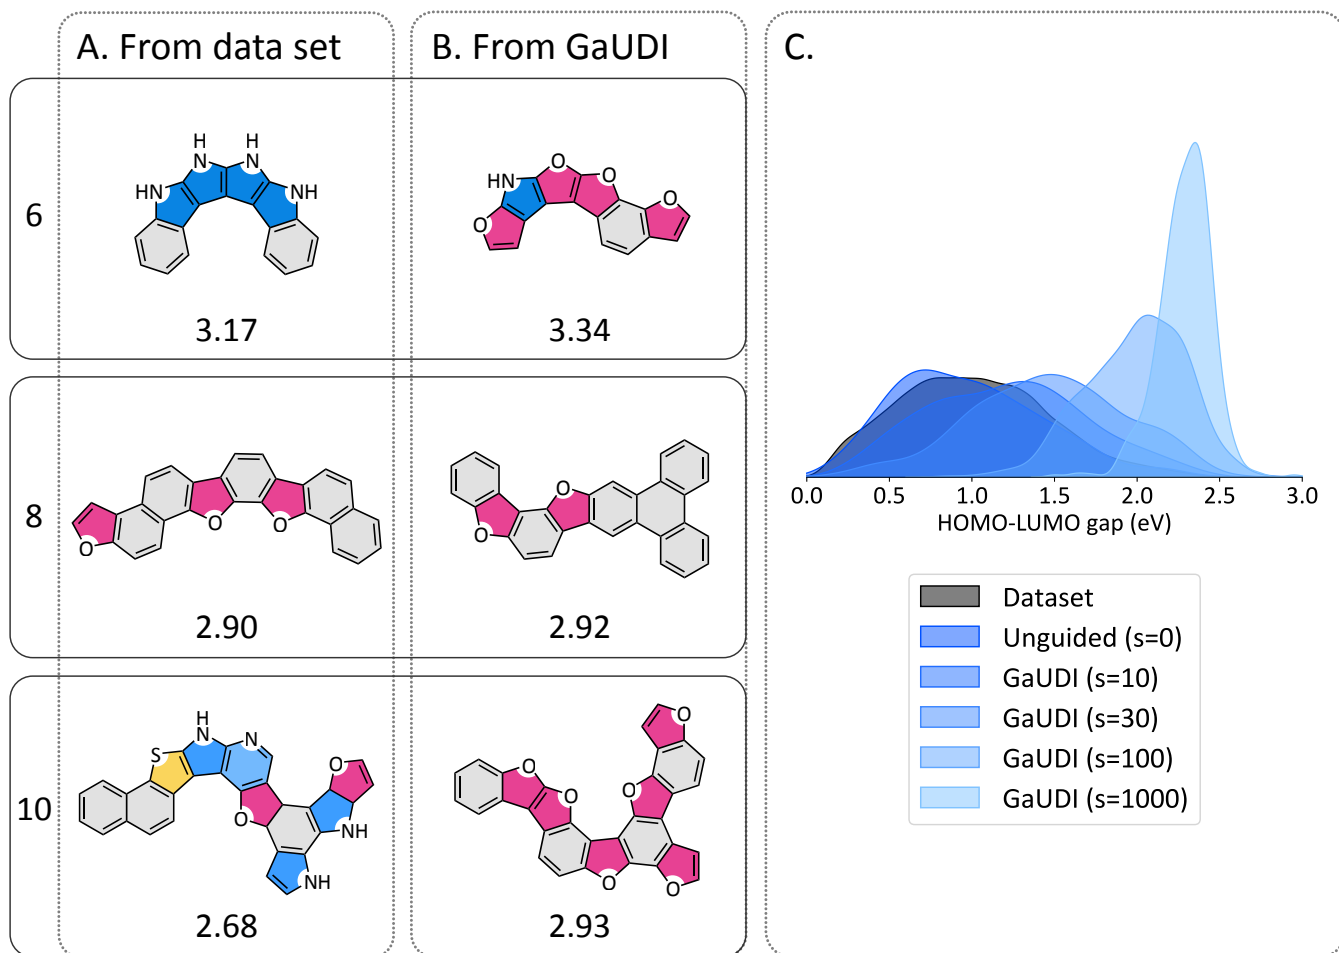 A. From data set
B. From GaUDI
C.
6
H
N
H
N
HN
NH
3.17
HN
O
O
O
O
3.34
8
O
O
O
2.90
O
O
2.92
10
S
H
N
N
O
O
NH
NH
2.68
O
O
O
O
O
O
2.93
0.0 0.5 1.0 1.5 2.0 2.5 3.0
HOMO-LUMO gap (eV)
Dataset
Unguided (s=0)
GaUDI (s=10)
GaUDI (s=30)
GaUDI (s=100)
GaUDI (s=1000)